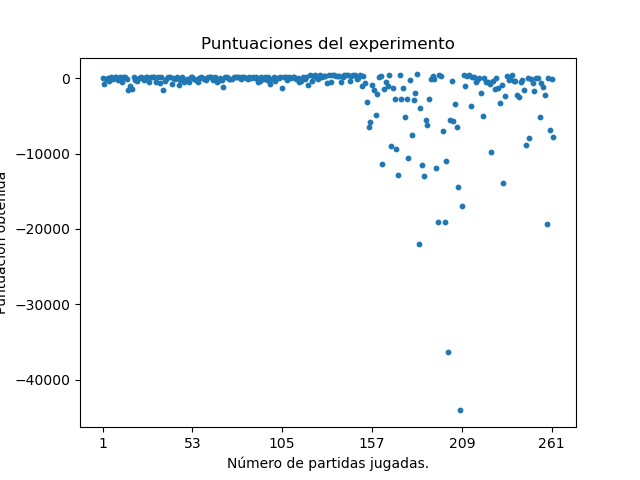 Puntuaciones del experimento
Puntuación obtenida
0
−10000
−20000
−30000
−40000
1 53 105 157 209 261
Número de partidas jugadas.